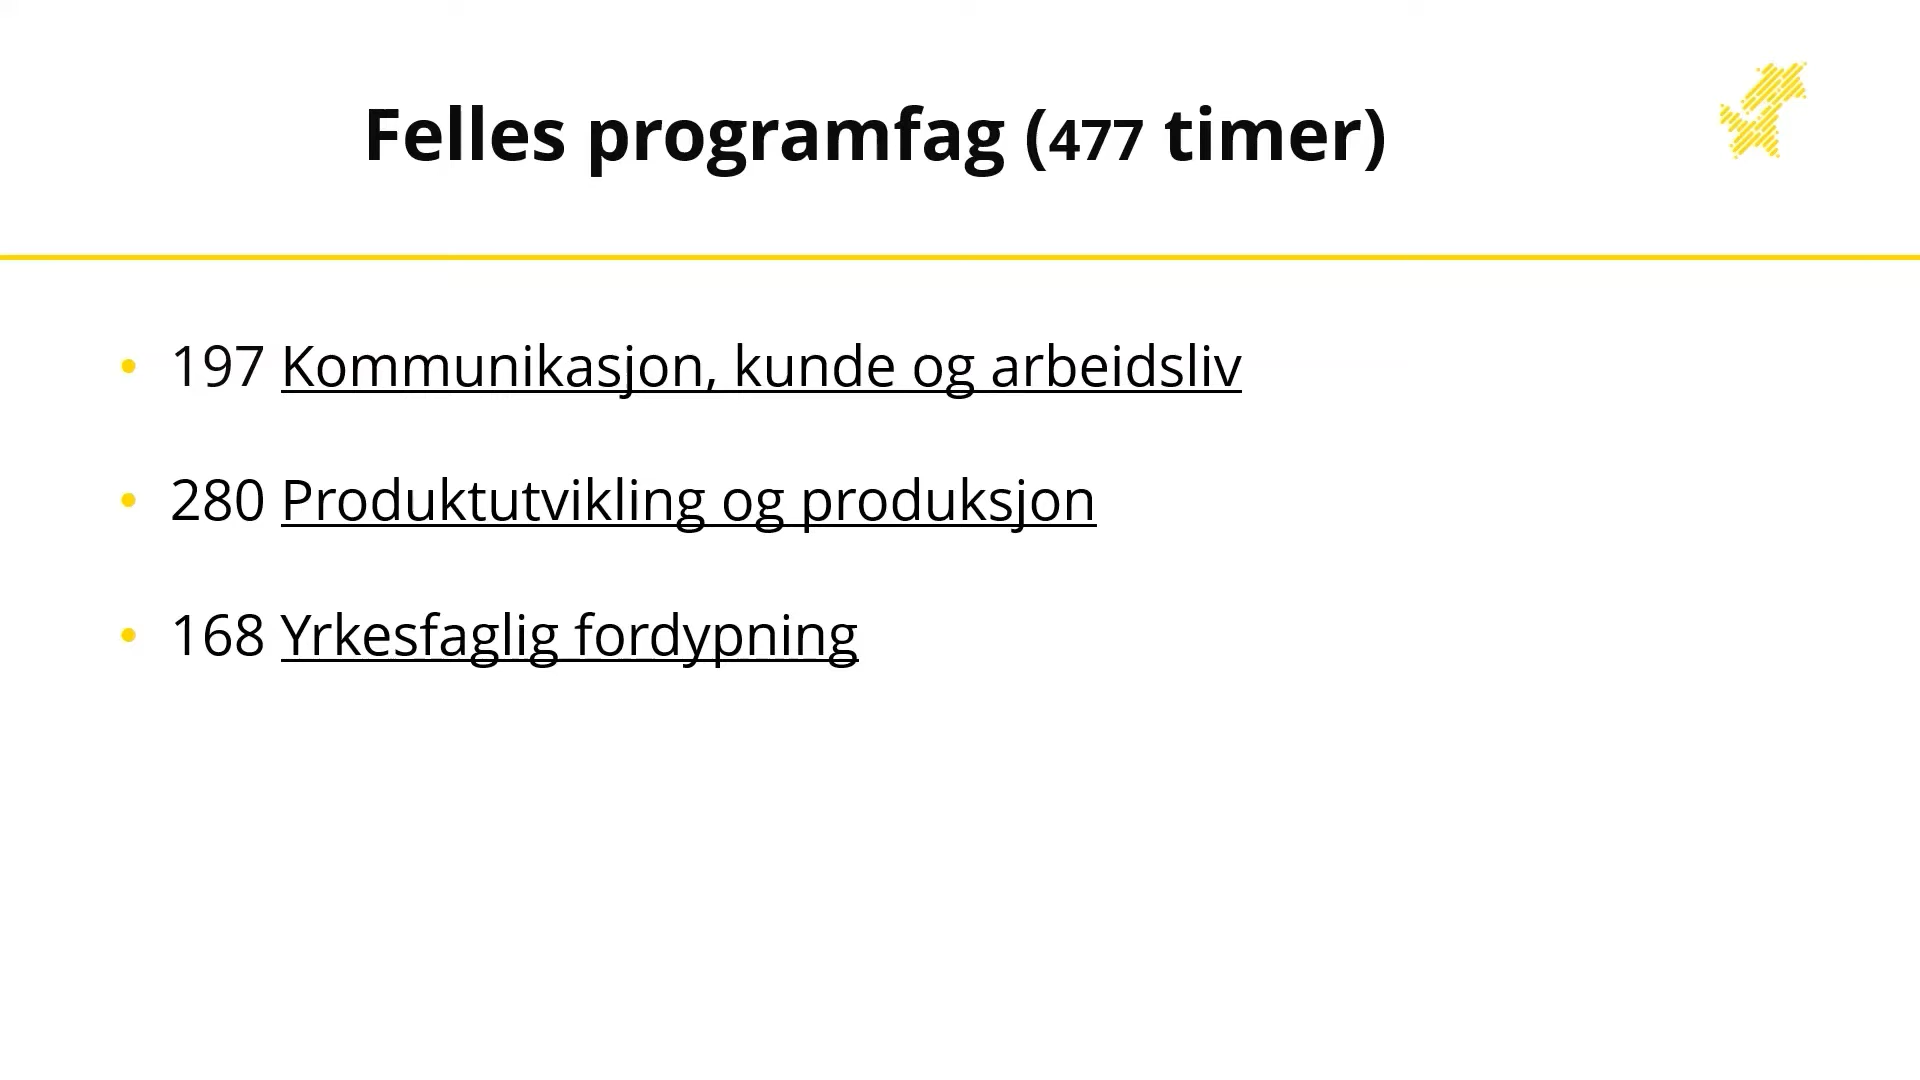 Felles programfag (477 timer)
• 197 Kommunikasjon, kunde og arbeidsliv
• 280 Produktutvikling og produksjon
• 168 Yrkesfaglig fordypning